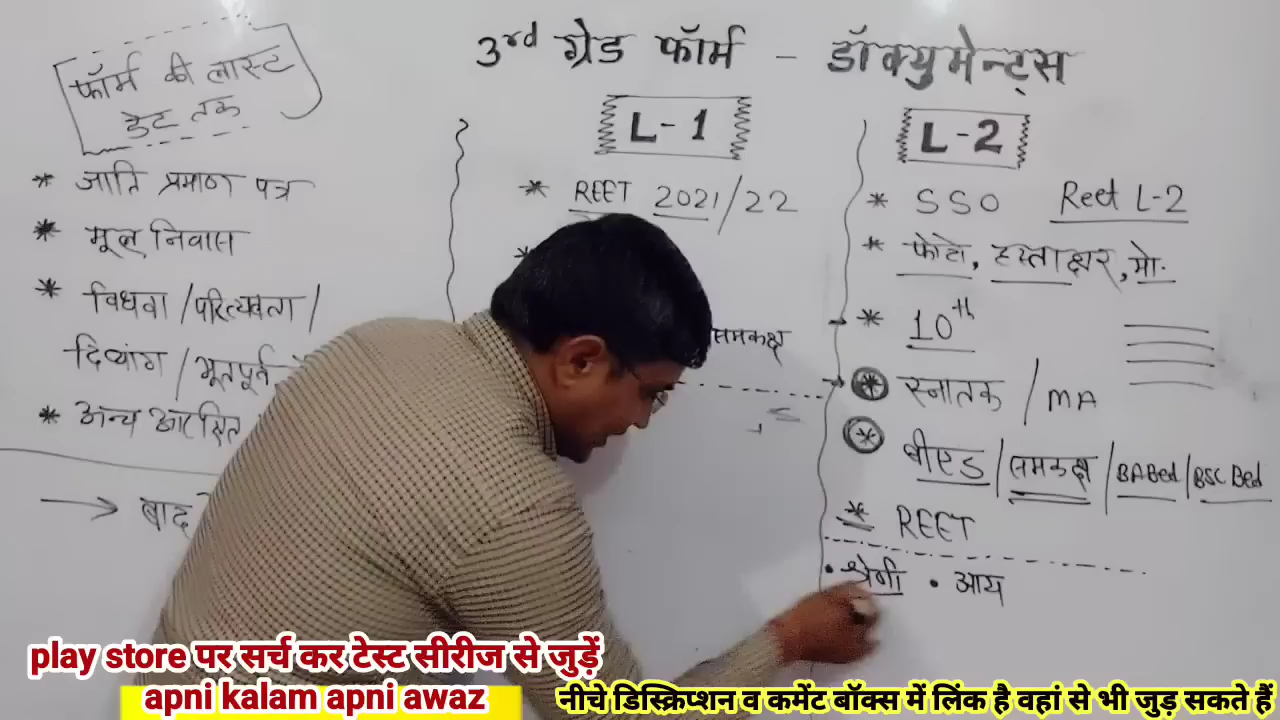 3rd ग्रेड फॉर्म - डॉक्युमेन्ट्स
फॉर्म की लास्ट
डेट तक
* जाति प्रमाण पत्र
* मूल निवास
* विधवा / परित्यक्ता /
दिव्यांग / भूतपूर्व
* अन्य आरक्षित
→ बाद
L-1
* REET 2021/22
*
समकक्ष
L-2
* SSO Reet L-2
* फोटो, हस्ताक्षर, मो.
* 10th
* स्नातक / MA
* बीएड / समकक्ष / BABed / BSC Bed
* REET
• श्रेणी • आय
play store पर सर्च कर टेस्ट सीरीज से जुड़ें
apni kalam apni awaz
नीचे डिस्क्रिप्शन व कमेंट बॉक्स में लिंक है वहां से भी जुड़ सकते हैं